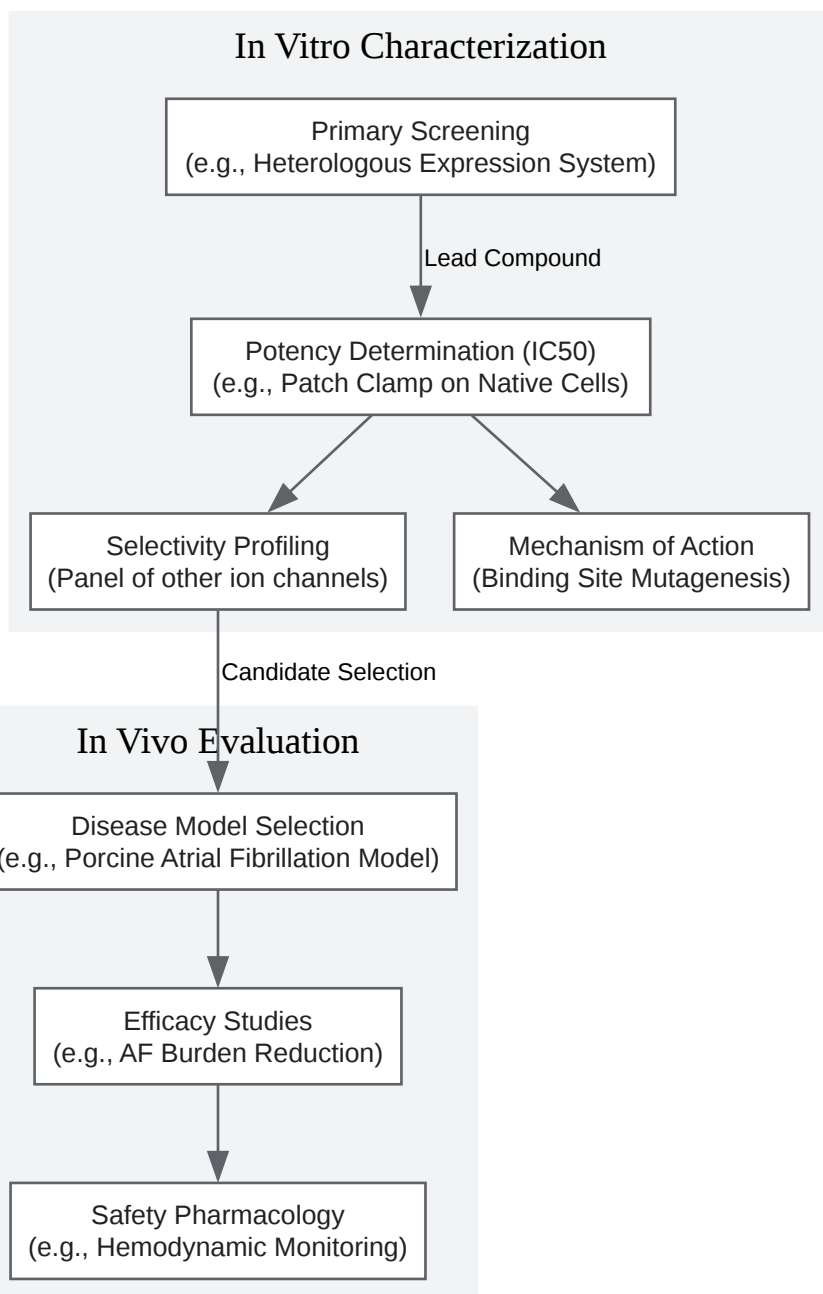 In Vitro Characterization
Primary Screening
(e.g., Heterologous Expression System)
Lead Compound
Potency Determination (IC50)
(e.g., Patch Clamp on Native Cells)
Selectivity Profiling
(Panel of other ion channels)
Mechanism of Action
(Binding Site Mutagenesis)
Candidate Selection
In Vivo Evaluation
Disease Model Selection
(e.g., Porcine Atrial Fibrillation Model)
Efficacy Studies
(e.g., AF Burden Reduction)
Safety Pharmacology
(e.g., Hemodynamic Monitoring)